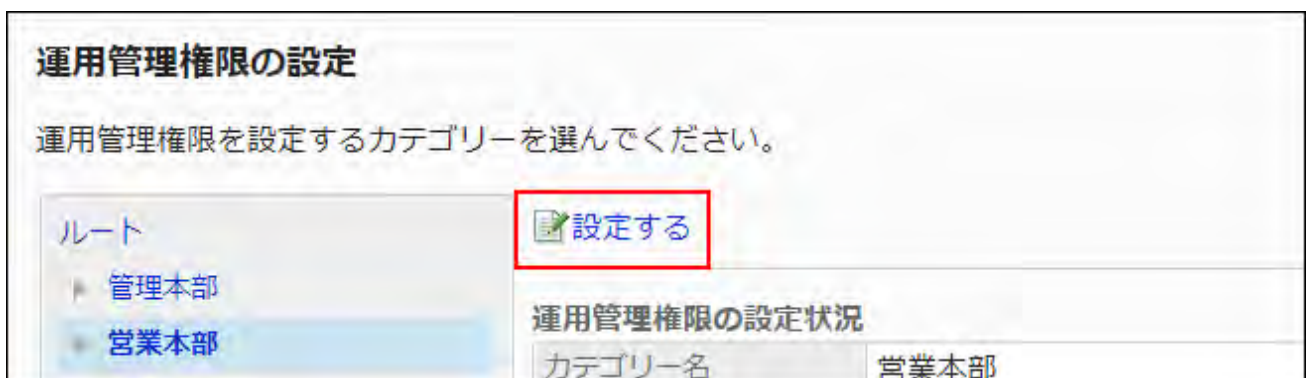 運用管理権限の設定
運用管理権限を設定するカテゴリーを選んでください。
ルート
管理本部
営業本部
設定する
運用管理権限の設定状況
カテゴリー名 営業本部